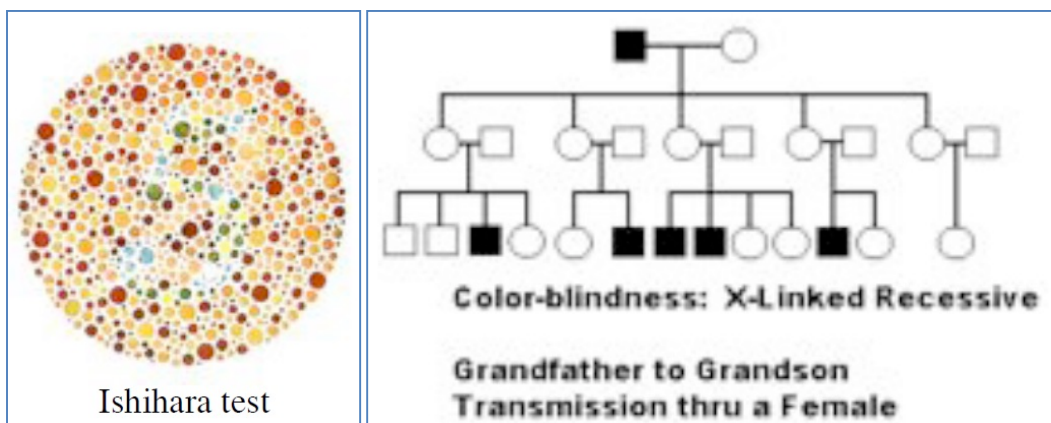 Ishihara test
Color-blindness: X-Linked Recessive
Grandfather to Grandson
Transmission thru a Female